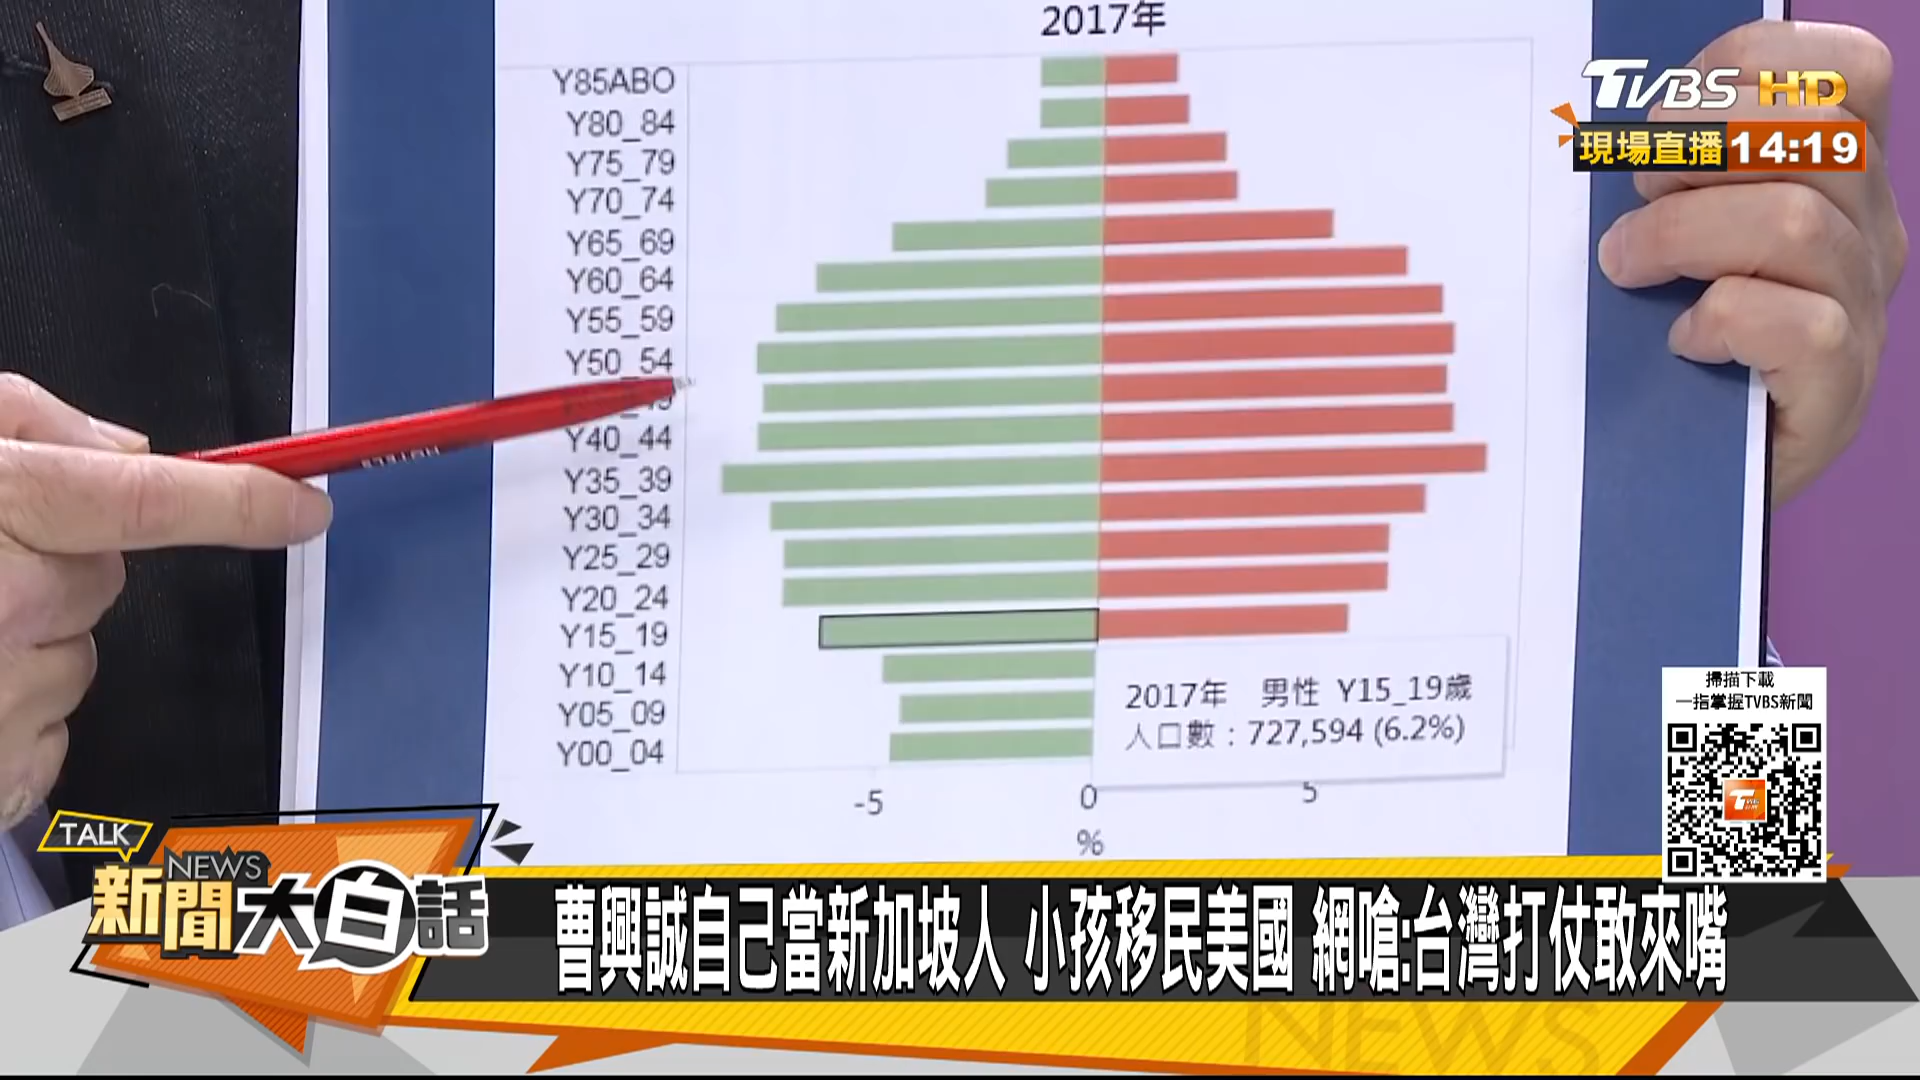 2017年
Y85ABO
Y80_84
Y75_79
Y70_74
Y65_69
Y60_64
Y55_59
Y50_54
Y40_44
Y35_39
Y30_34
Y25_29
Y20_24
Y15_19
Y10_14
Y05_09
Y00_04
2017年 男性 Y15_19歲
人口數：727,594 (6.2%)
-5 0 5
%
HOTELS
TVBS HD
現場直播 14:19
掃描下載
一指掌握TVBS新聞
TALK
NEWS
新聞大白話
曹興誠自己當新加坡人 小孩移民美國 網嗆:台灣打仗敢來嘴
NEWS